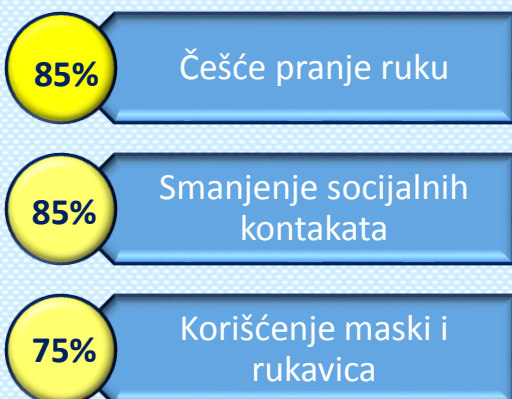 85%
Češće pranje ruku
85%
Smanjenje socijalnih
kontakata
75%
Korišćenje maski i
rukavica